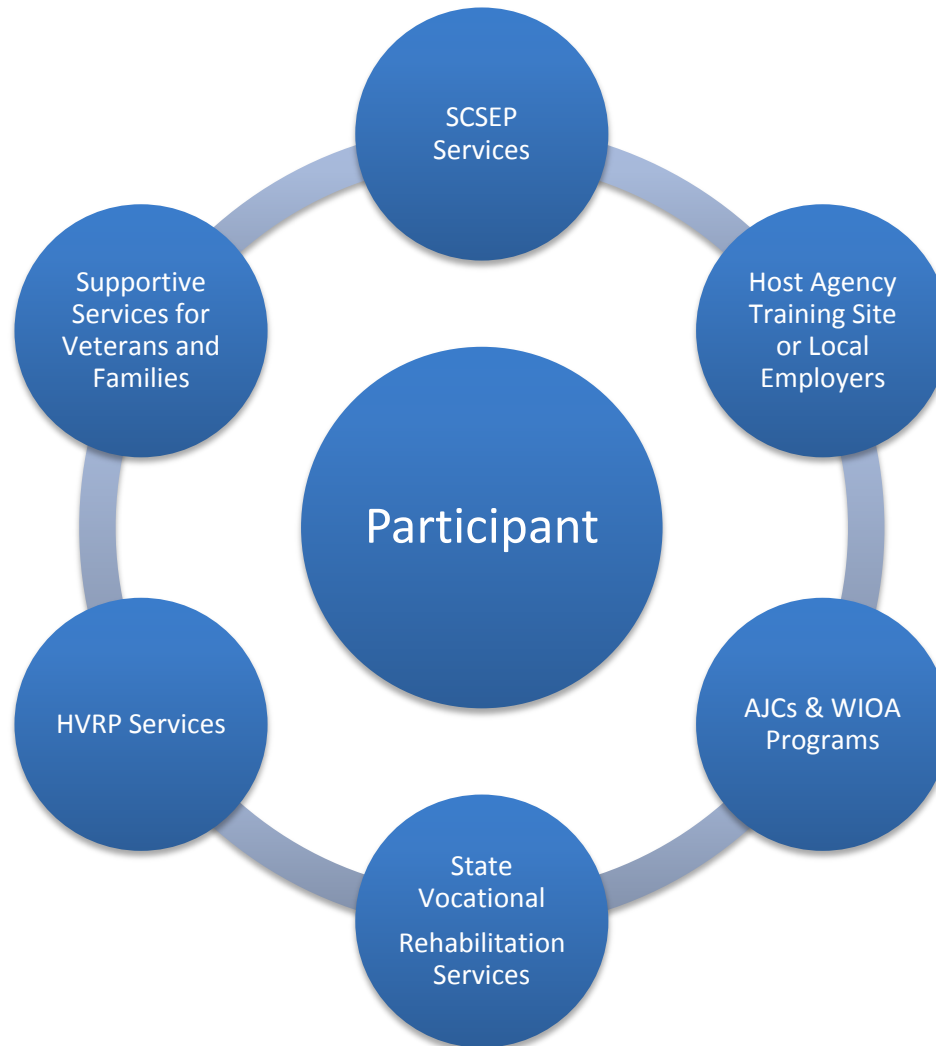 SCSEP
Services
Supportive
Services for
Veterans and
Families
Host Agency
Training Site
or Local
Employers
Participant
HVRP Services
AJCs & WIOA
Programs
State
Vocational
Rehabilitation
Services